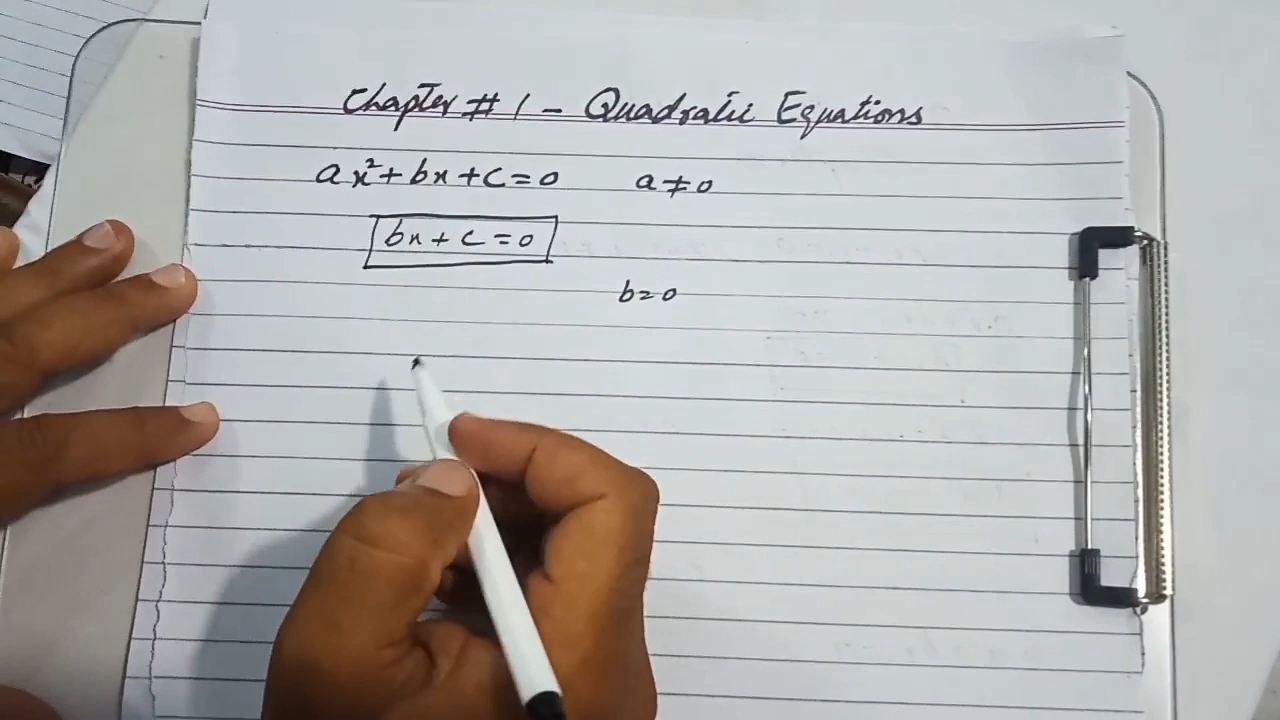 Chapter # 1 - Quadratic Equations
ax²+bx+c=0 a≠0
bx+c=0
b=0